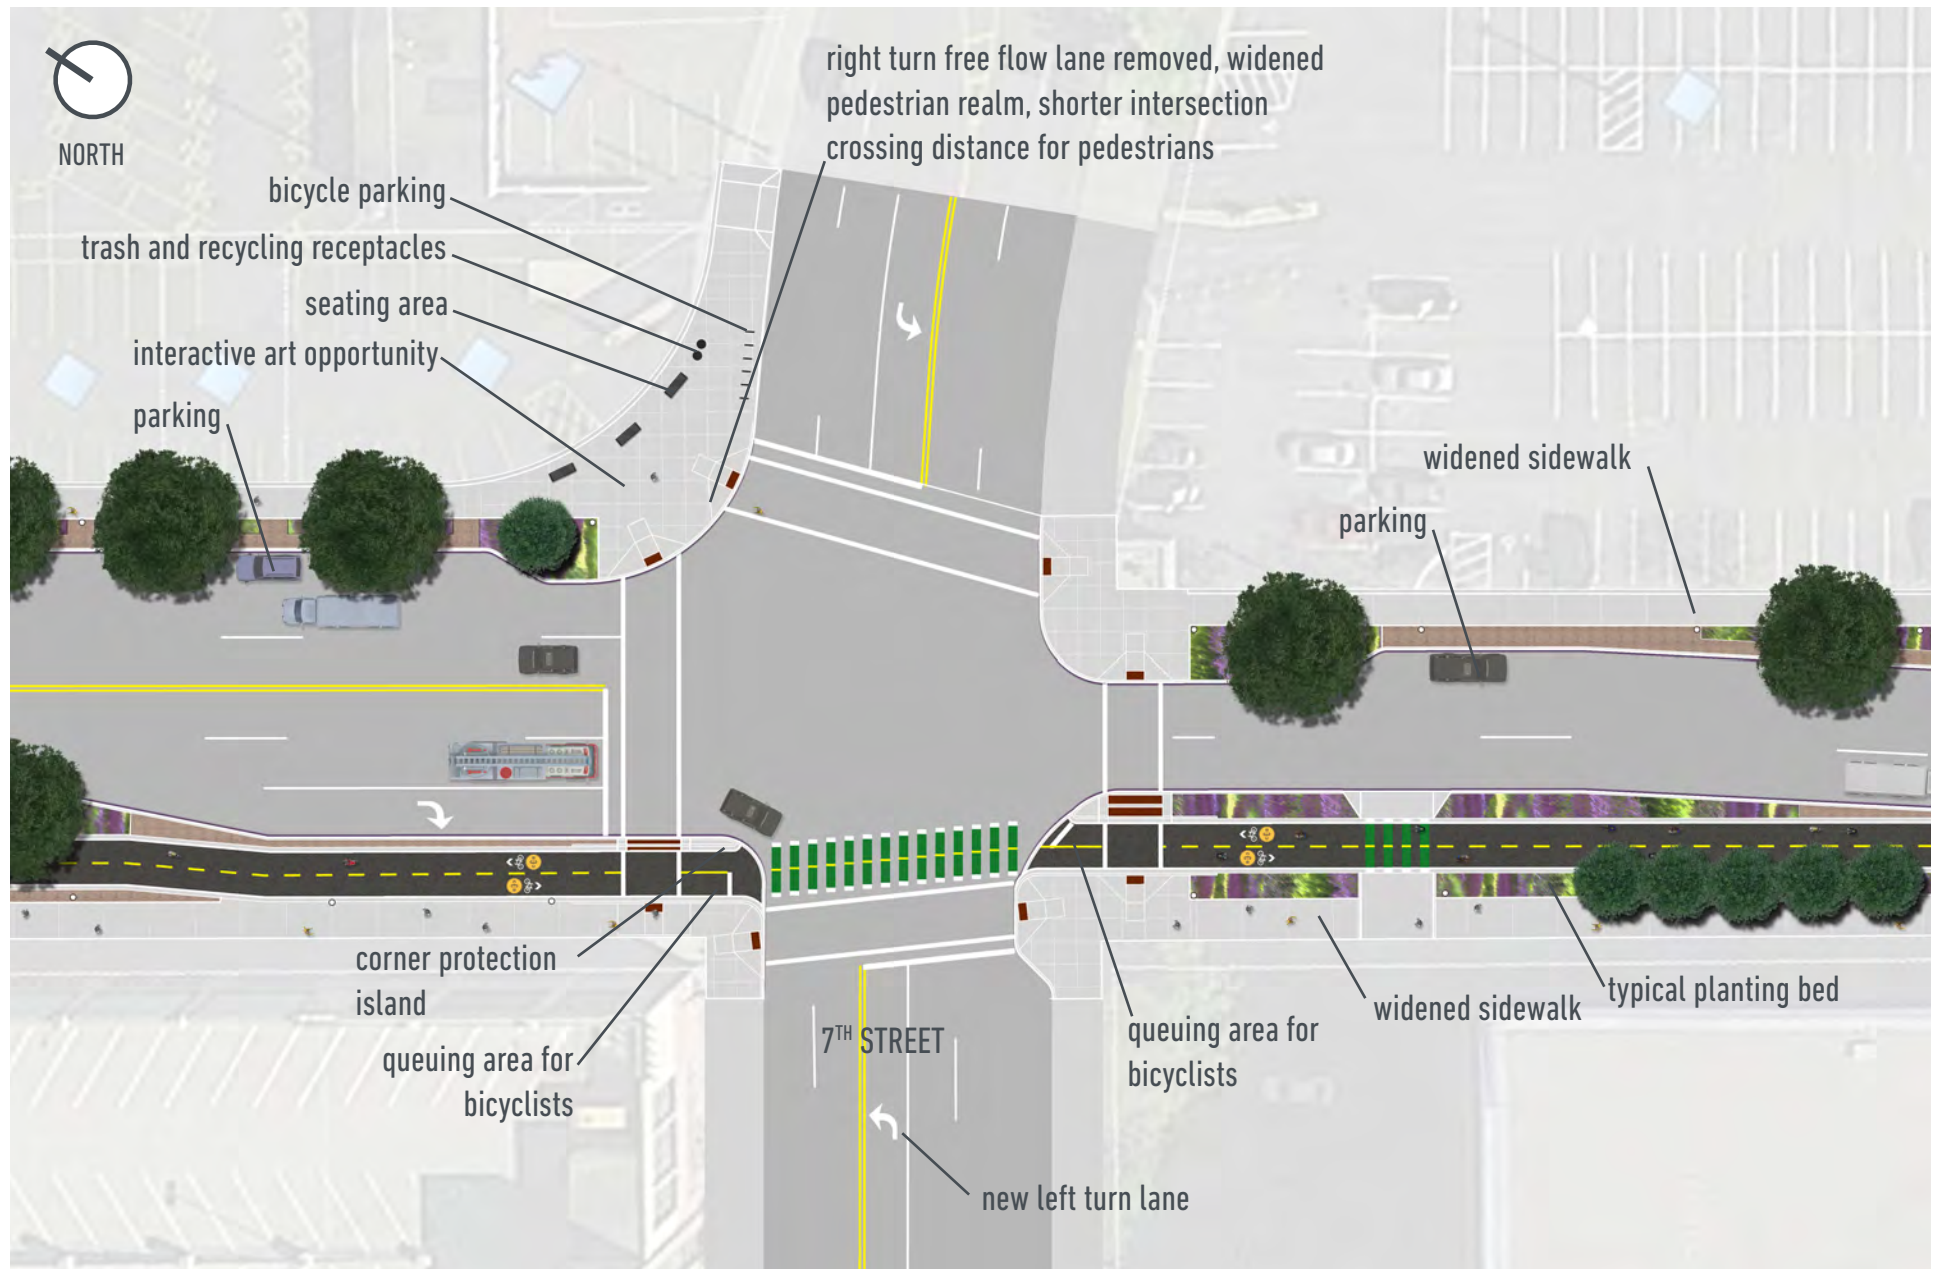 NORTH
right turn free flow lane removed, widened
pedestrian realm, shorter intersection
crossing distance for pedestrians
bicycle parking
trash and recycling receptacles
seating area
interactive art opportunity
parking
widened sidewalk
parking
corner protection
island
queuing area for
bicyclists
7TH STREET
queuing area for
bicyclists
widened sidewalk
typical planting bed
new left turn lane